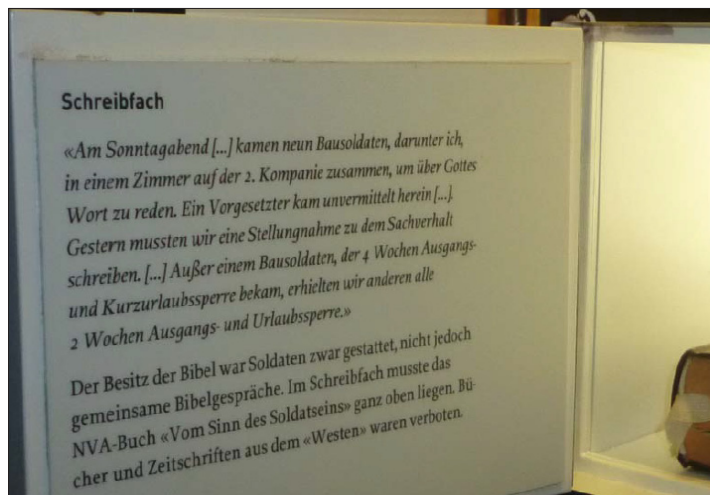 Schreibfach
«Am Sonntagabend [...] kamen neun Bausoldaten, darunter ich,
in einem Zimmer auf der 2. Kompanie zusammen, um über Gottes
Wort zu reden. Ein Vorgesetzter kam unvermittelt herein [...].
Gestern mussten wir eine Stellungnahme zu dem Sachverhalt
schreiben. [...] Außer einem Bausoldaten, der 4 Wochen Ausgangs-
und Kurzurlaubssperre bekam, erhielten wir anderen alle
2 Wochen Ausgangs- und Urlaubssperre.»
Der Besitz der Bibel war Soldaten zwar gestattet, nicht jedoch
gemeinsame Bibelgespräche. Im Schreibfach musste das
NVA-Buch «Vom Sinn des Soldatseins» ganz oben liegen. Bü-
cher und Zeitschriften aus dem «Westen» waren verboten.